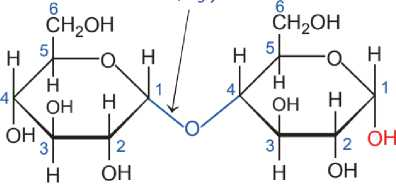 6 6
CH₂OH CH₂OH
5 O 5 O
H H H H
4 H 1 4 H 1
OH H OH H
OH O OH
3 2 3 2
H OH H OH